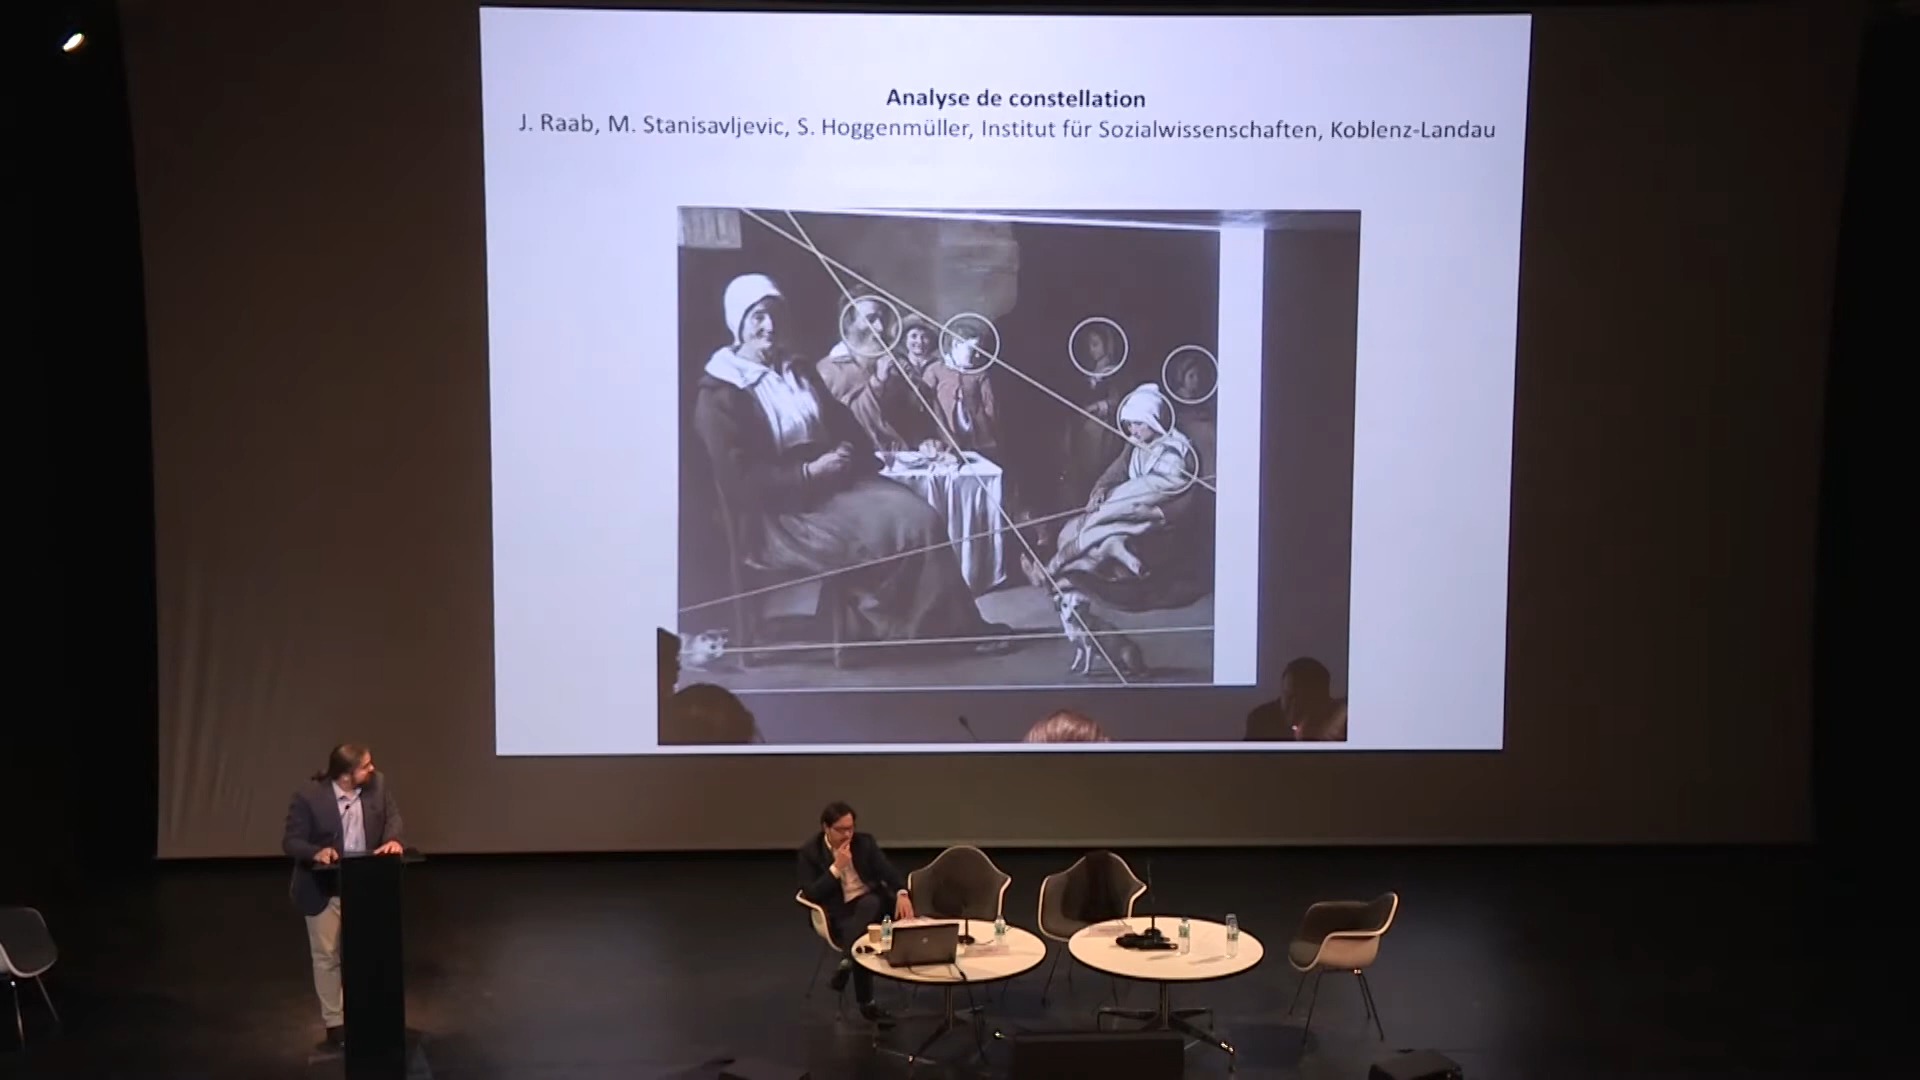 Analyse de constellation
J. Raab, M. Stanisavljevic, S. Hoggenmüller, Institut für Sozialwissenschaften, Koblenz-Landau